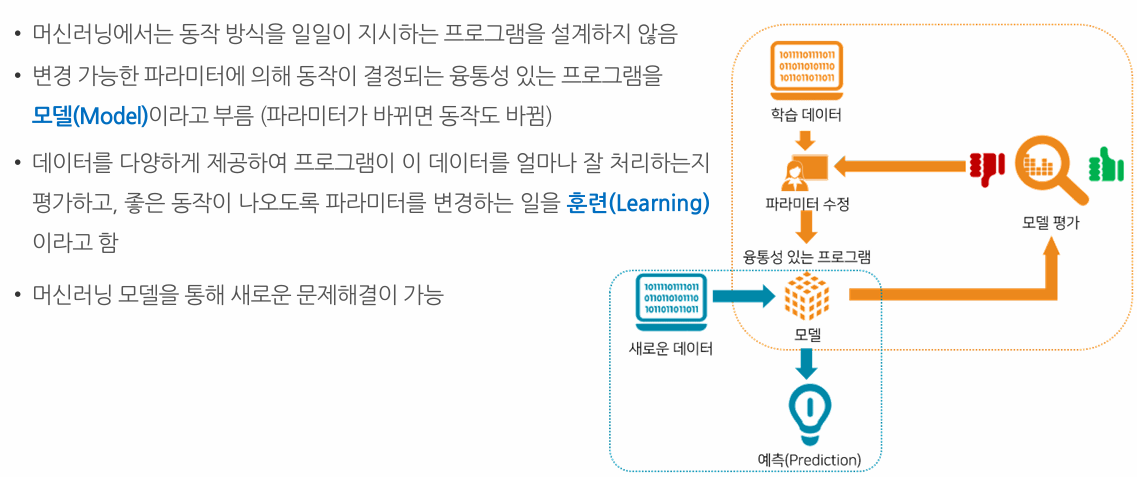 • 머신러닝에서는 동작 방식을 일일이 지시하는 프로그램을 설계하지 않음
• 변경 가능한 파라미터에 의해 동작이 결정되는 융통성 있는 프로그램을
모델(Model)이라고 부름 (파라미터가 바뀌면 동작도 바뀜)
• 데이터를 다양하게 제공하여 프로그램이 이 데이터를 얼마나 잘 처리하는지
평가하고, 좋은 동작이 나오도록 파라미터를 변경하는 일을 훈련(Learning)
이라고 함
• 머신러닝 모델을 통해 새로운 문제해결이 가능
1011110111011
0110110101110
1011011011011
학습 데이터
파라미터 수정
모델 평가
융통성 있는 프로그램
1011110111011
0110110101110
1011011011011
새로운 데이터
모델
예측(Prediction)